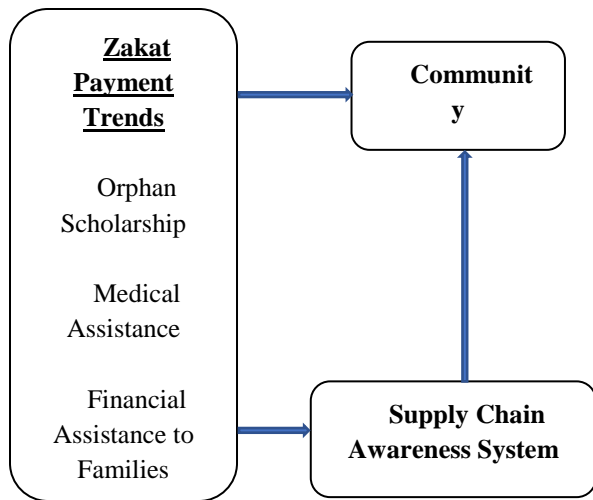 Zakat
Payment
Trends
Orphan
Scholarship
Medical
Assistance
Financial
Assistance to
Families
Communit
y
Supply Chain
Awareness System